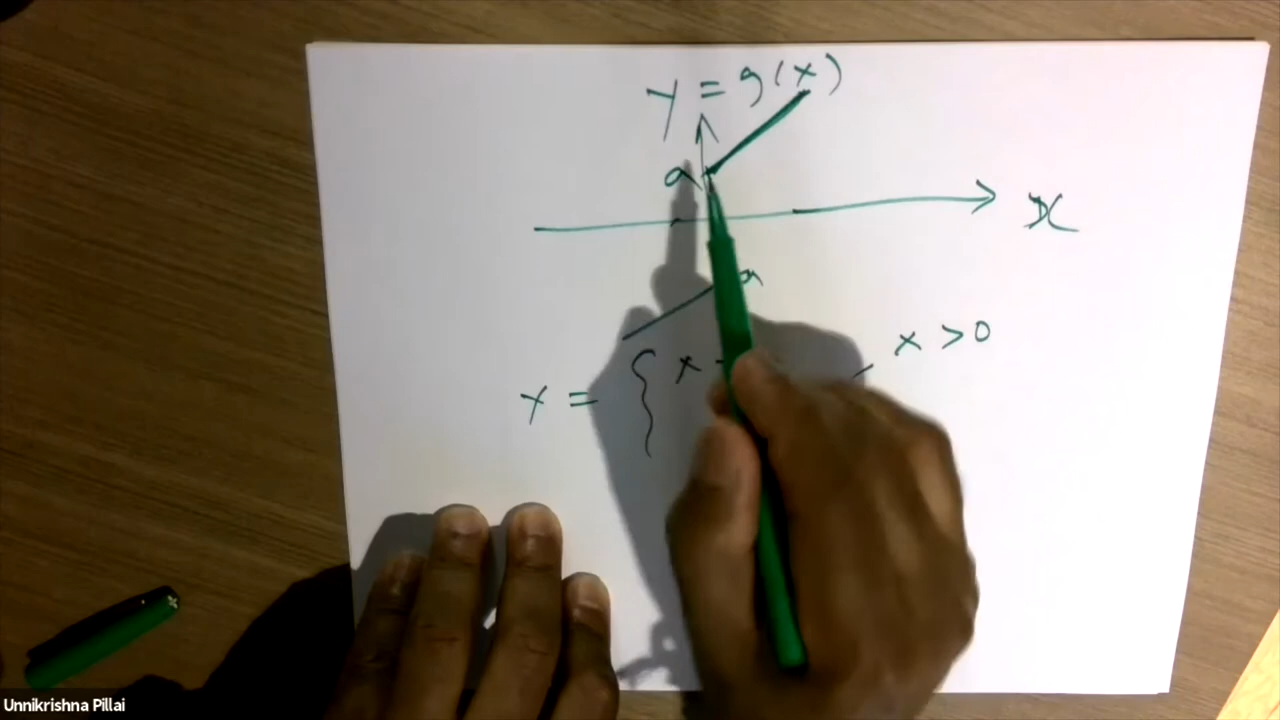 y = g(x)
a
x
a
x > 0
Y = { x
Unnikrishna Pillai